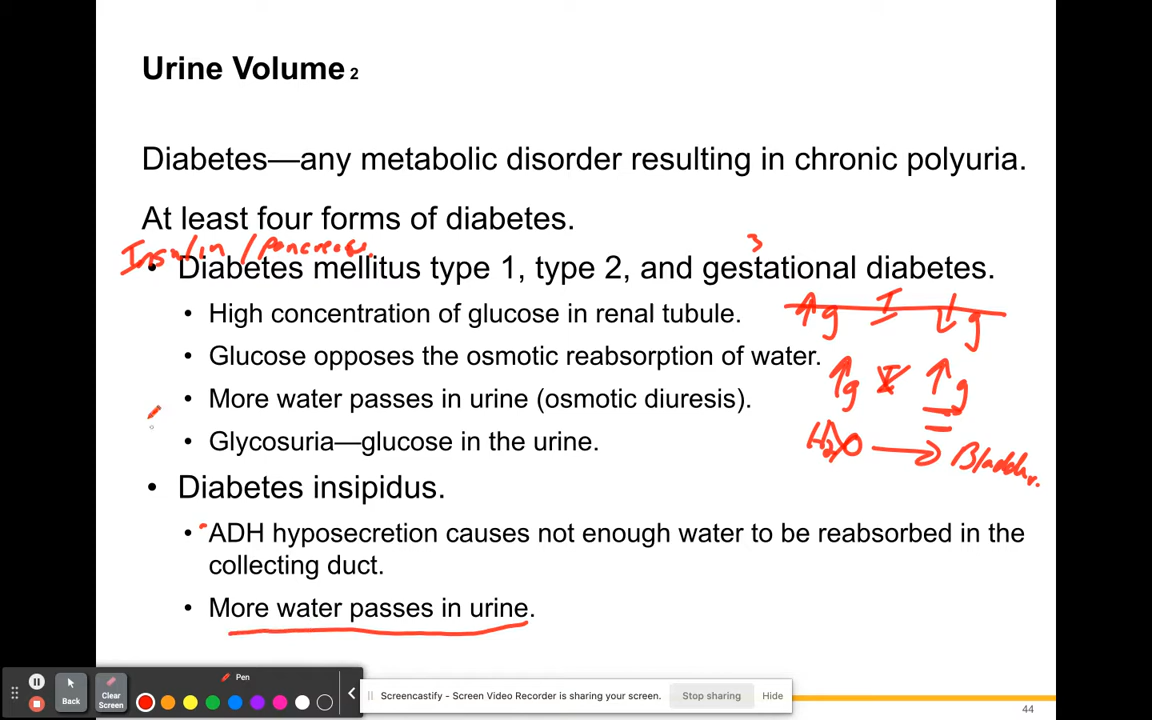 Urine Volume 2
Diabetes—any metabolic disorder resulting in chronic polyuria.
At least four forms of diabetes.
Insulin / pancreas.
3
• Diabetes mellitus type 1, type 2, and gestational diabetes.
• High concentration of glucose in renal tubule.
↑g I ↓g
• Glucose opposes the osmotic reabsorption of water.
↑g I ↑g
• More water passes in urine (osmotic diuresis).
• Glycosuria—glucose in the urine.
H2O → Bladder.
• Diabetes insipidus.
• ADH hyposecretion causes not enough water to be reabsorbed in the
collecting duct.
• More water passes in urine.
Pen
Back
Clear
Screen
Screencastify - Screen Video Recorder is sharing your screen.
Stop sharing
Hide
44